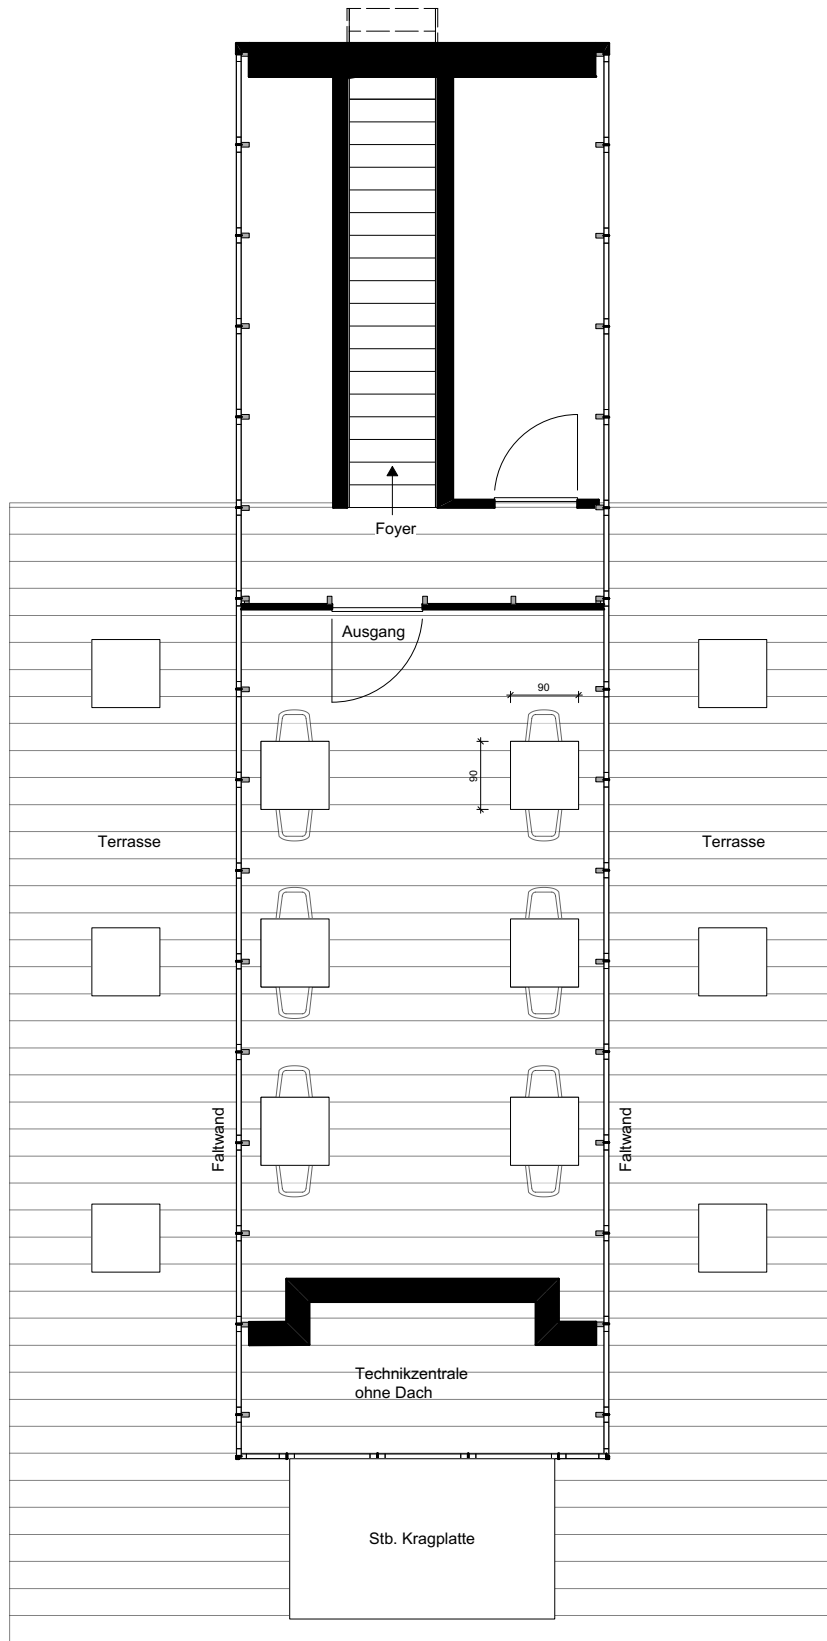 Foyer
Ausgang
90
90
Terrasse
Terrasse
Faltwand
Faltwand
Technikzentrale
ohne Dach
Stb. Kragplatte